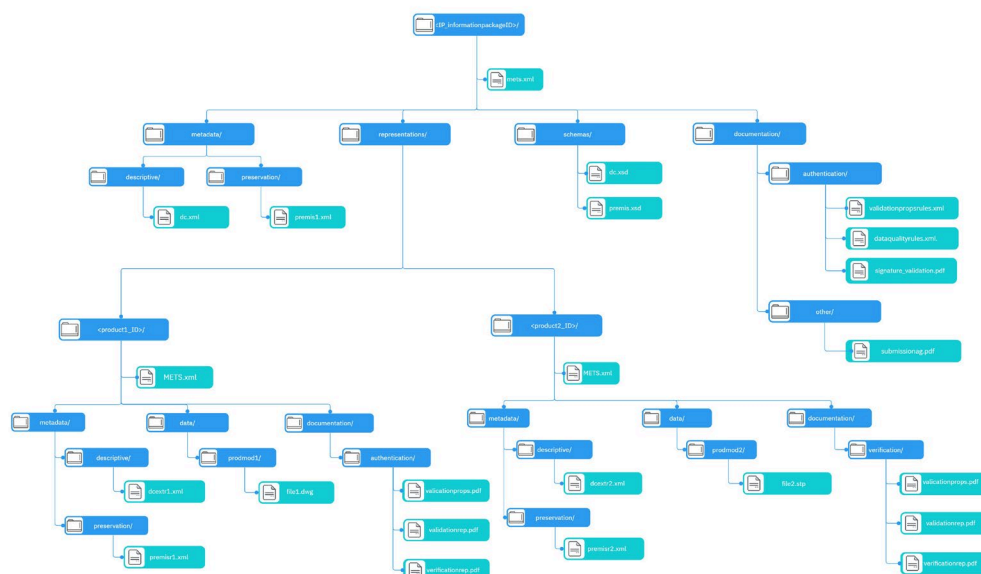 <IP_informationpackageID>/
mets.xml
metadata/
representations/
schemas/
documentation/
descriptive/
preservation/
dc.xml
premis1.xml
dc.xsd
premis.xsd
authentication/
validationpropsrules.xml
dataqualityrules.xml
signature_validation.pdf
other/
submissionag.pdf
<product1_ID>/
<product2_ID>/
METS.xml
METS.xml
metadata/
data/
documentation/
metadata/
data/
documentation/
descriptive/
prodmod1/
authentication/
descriptive/
prodmod2/
verification/
dcestr1.xml
file1.dwg
valicationprops.pdf
dcestr2.xml
file2.stp
valicationprops.pdf
preservation/
validationrep.pdf
preservation/
validationrep.pdf
premisr1.xml
verificationrep.pdf
premisr2.xml
verificationrep.pdf